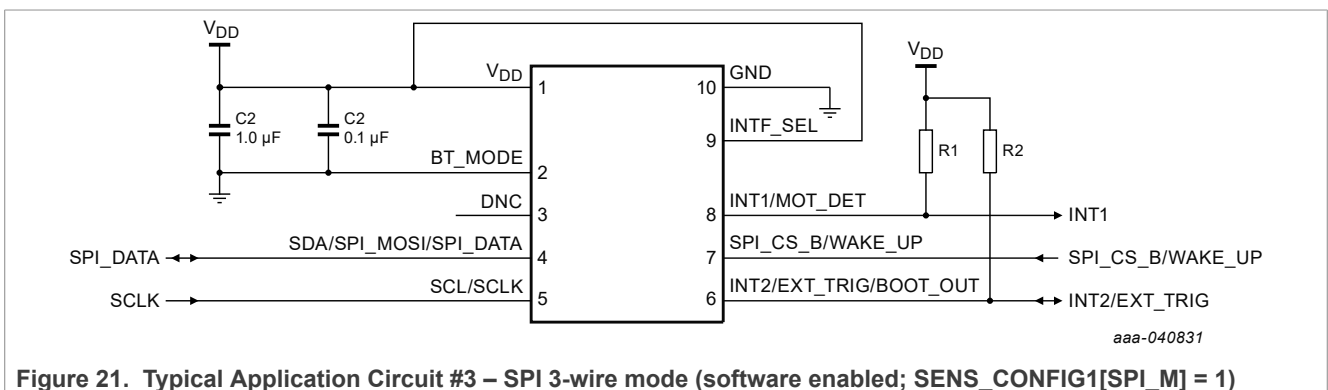 VDD
VDD
VDD
1
10
GND
C2
1.0 µF
C2
0.1 µF
INTF_SEL
9
R1
R2
BT_MODE
2
DNC
3
INT1/MOT_DET
8
INT1
SPI_DATA
SDA/SPI_MOSI/SPI_DATA
4
SPI_CS_B/WAKE_UP
7
SPI_CS_B/WAKE_UP
SCLK
SCL/SCLK
5
INT2/EXT_TRIG/BOOT_OUT
6
INT2/EXT_TRIG
aaa-040831
Figure 21. Typical Application Circuit #3 – SPI 3-wire mode (software enabled; SENS_CONFIG1[SPI_M] = 1)